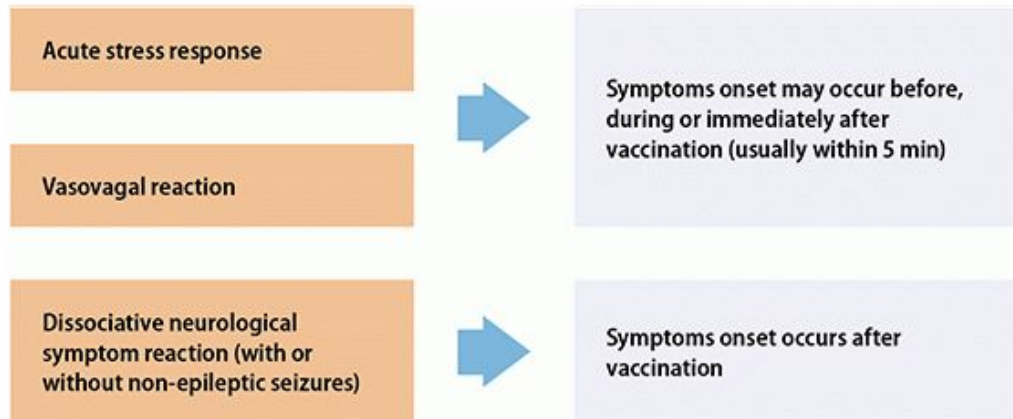 Acute stress response
Vasovagal reaction
Symptoms onset may occur before,
during or immediately after
vaccination (usually within 5 min)
Dissociative neurological
symptom reaction (with or
without non-epileptic seizures)
Symptoms onset occurs after
vaccination